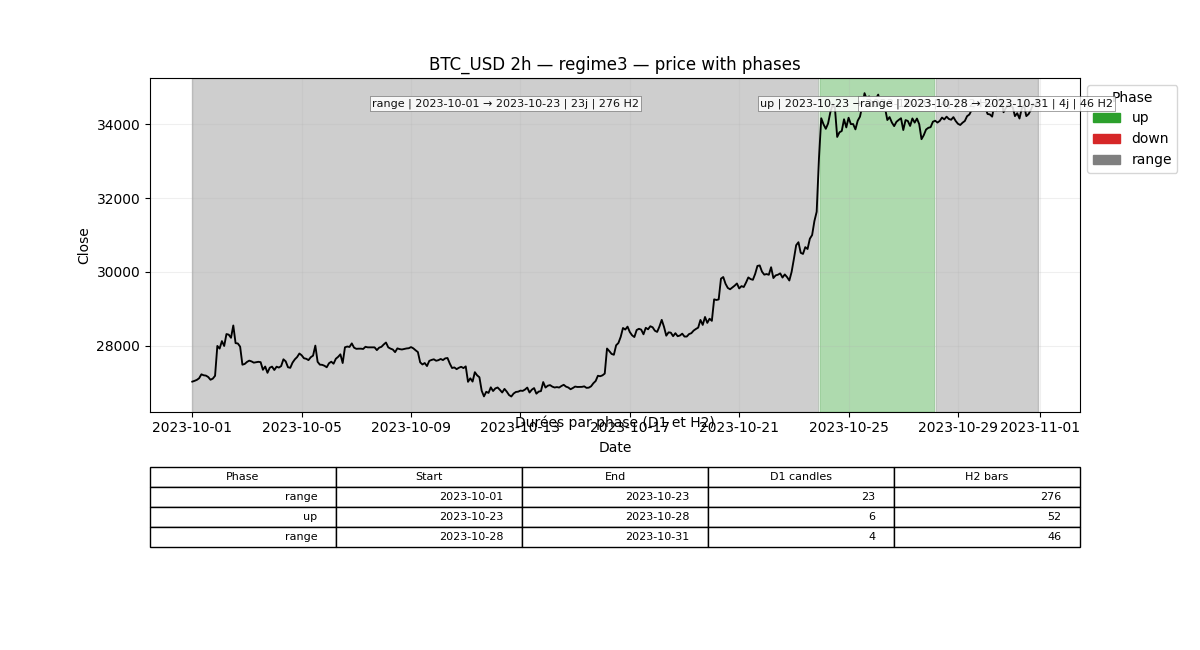 BTC_USD 2h — regime3 — price with phases
range | 2023-10-01 → 2023-10-23 | 23j | 276 H2
up | 2023-10-23 →
range | 2023-10-28 → 2023-10-31 | 4j | 46 H2
Phase
up
down
range
34000
32000
30000
28000
Close
2023-10-01 2023-10-05 2023-10-09 2023-10-13 2023-10-17 2023-10-21 2023-10-25 2023-10-29 2023-11-01
Durées par phase (D1 et H2)
Date
Phase Start End D1 candles H2 bars
range 2023-10-01 2023-10-23 23 276
up 2023-10-23 2023-10-28 6 52
range 2023-10-28 2023-10-31 4 46